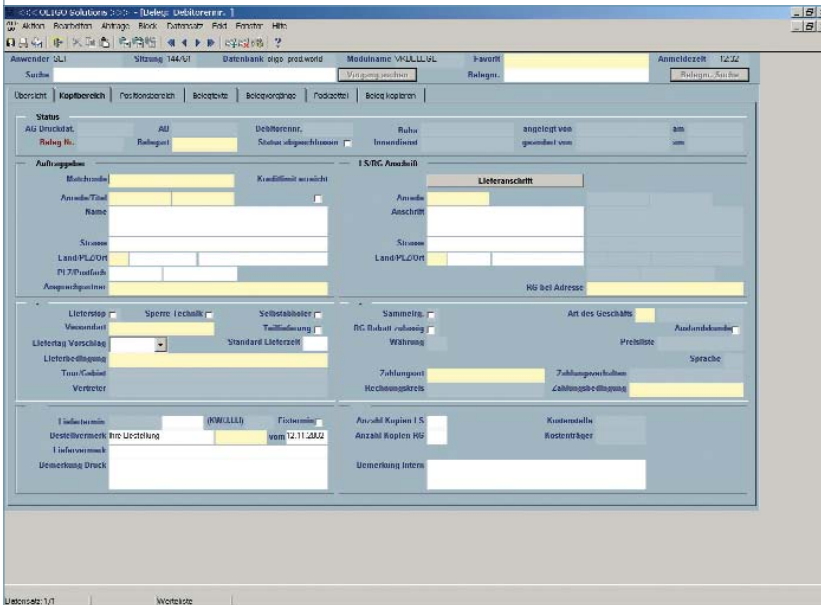 <<< OLIGO Solutions >>> - [Beleg: Debitorennr. ]
Aktion Bearbeiten Abfrage Block Datensatz Feld Fenster Hilfe
Anwender Sitzung 144/61 Datenbank oligo_prod.world Modulname VKBELEGE Favorit Anmeldezeit 12:32
Suche Vorgang suchen Belegnr. Belegnr. Suche
Übersicht Kopfbereich Positionsbereich Belegtexte Belegvorgänge Packzettel Beleg kopieren
Status
AG Druckdat. AB Debitorennr. Ruhe angelegt von am
Beleg Nr. Belegart Status abgeschlossen Innendienst geändert von am
Auftraggeber LS/RG Anschrift
Matchcode Kreditlimit erreicht Lieferanschrift
Anrede/Titel Anrede
Name Anschrift
Strasse Strasse
Land/PLZ/Ort Land/PLZ/Ort
PLZ/Postfach
Ansprechpartner RG bei Adresse
Lieferstop Sperre Technik Selbstabholer Sammelrg. Art des Geschäfts
Versandart Teillieferung RG Rabatt zulässig Auslandskunde
Liefertag Vorschlag Standard Lieferzeit Währung Preisliste
Lieferbedingung Sprache
Tour/Gebiet Zahlungsart Zahlungsverhalten
Vertreter Rechnungskreis Zahlungsbedingung
Liefertermin Fixtermin Anzahl Kopien LS Kostenstelle
Bestellvermerk Ihre Bestellung vom 12.11.2002 Anzahl Kopien RG Kostenträger
Liefervermerk
Bemerkung Druck Bemerkung Intern
Datensatz: 1/1 Werteliste